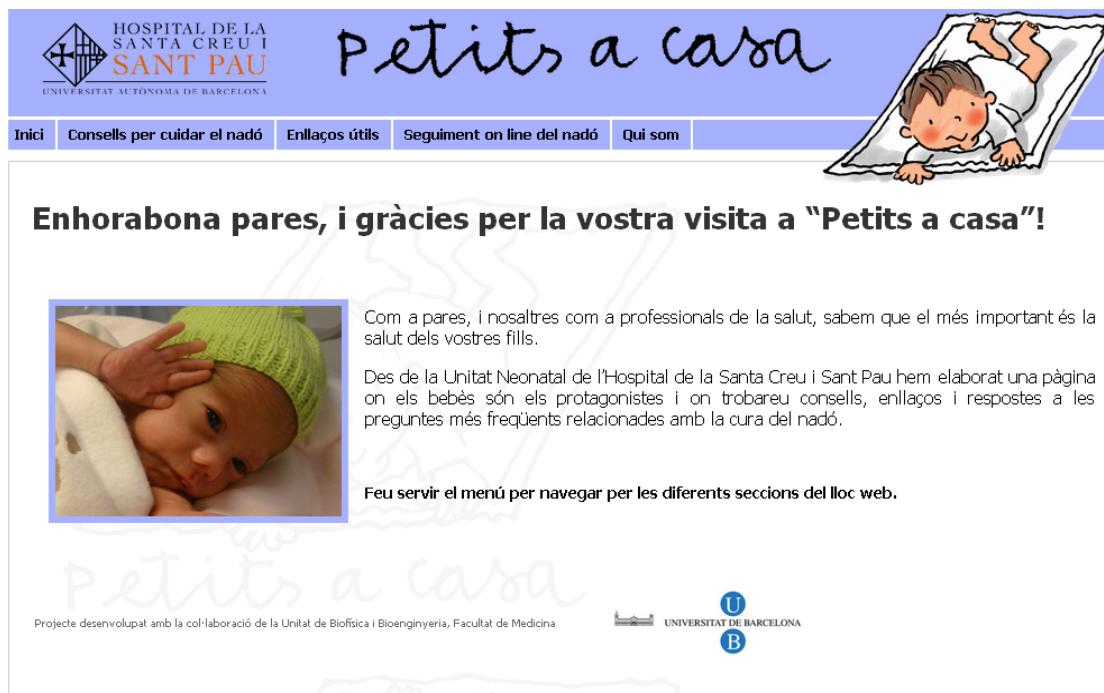 HOSPITAL DE LA
SANTA CREU I
SANT PAU
UNIVERSITAT AUTÒNOMA DE BARCELONA
Petits a casa
Inici
Consells per cuidar el nadó
Enllaços útils
Seguiment on line del nadó
Qui som
Enhorabona pares, i gràcies per la vostra visita a “Petits a casa”!
Com a pares, i nosaltres com a professionals de la salut, sabem que el més important és la
salut dels vostres fills.
Des de la Unitat Neonatal de l'Hospital de la Santa Creu i Sant Pau hem elaborat una pàgina
on els bebès són els protagonistes i on trobareu consells, enllaços i respostes a les
preguntes més freqüents relacionades amb la cura del nadó.
Feu servir el menú per navegar per les diferents seccions del lloc web.
Petits a casa
Projecte desenvolupat amb la col·laboració de la Unitat de Biofísica i Bioenginyeria, Facultat de Medicina
U
UNIVERSITAT DE BARCELONA
B